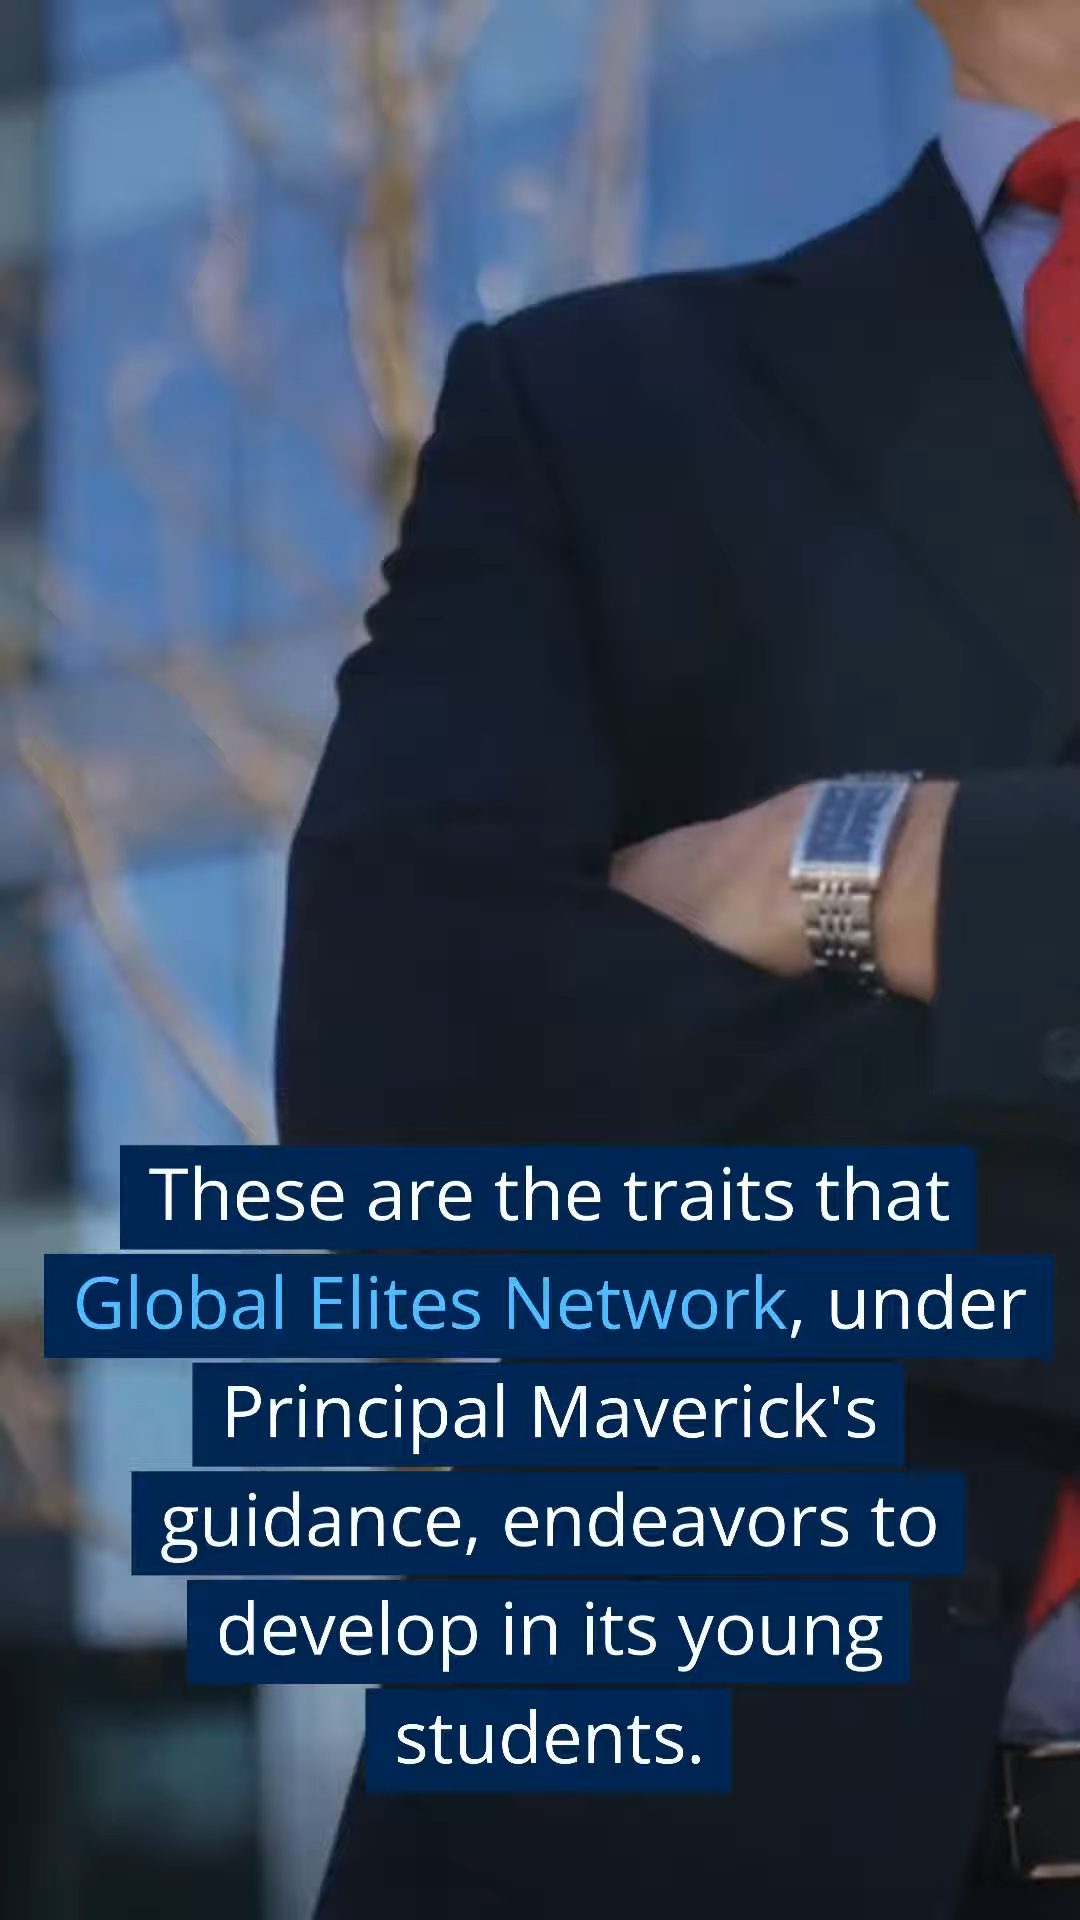 These are the traits that
Global Elites Network, under
Principal Maverick's
guidance, endeavors to
develop in its young
students.